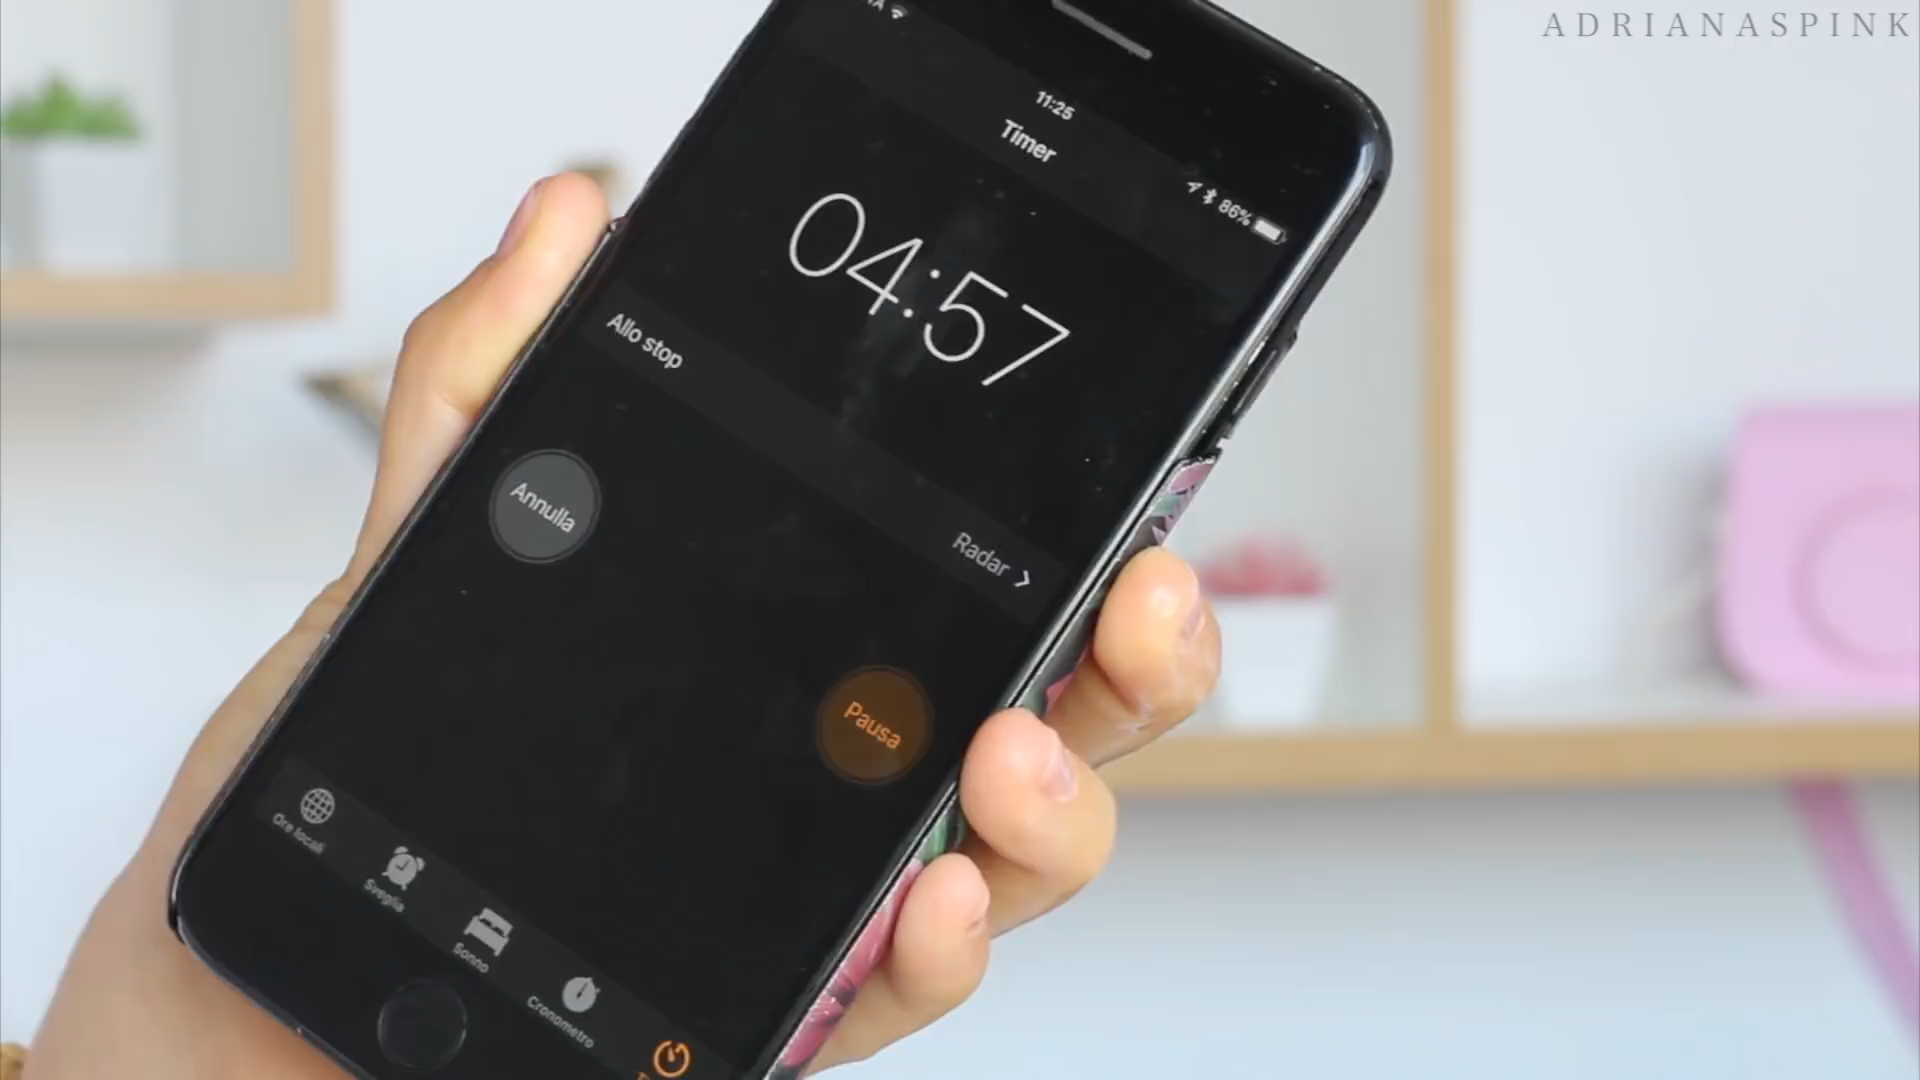 ADRIANASPINK
11:25
Timer
86%
04:57
Allo stop
Radar
Annulla
Pausa
Ore locali
Sveglia
Sonno
Cronometro